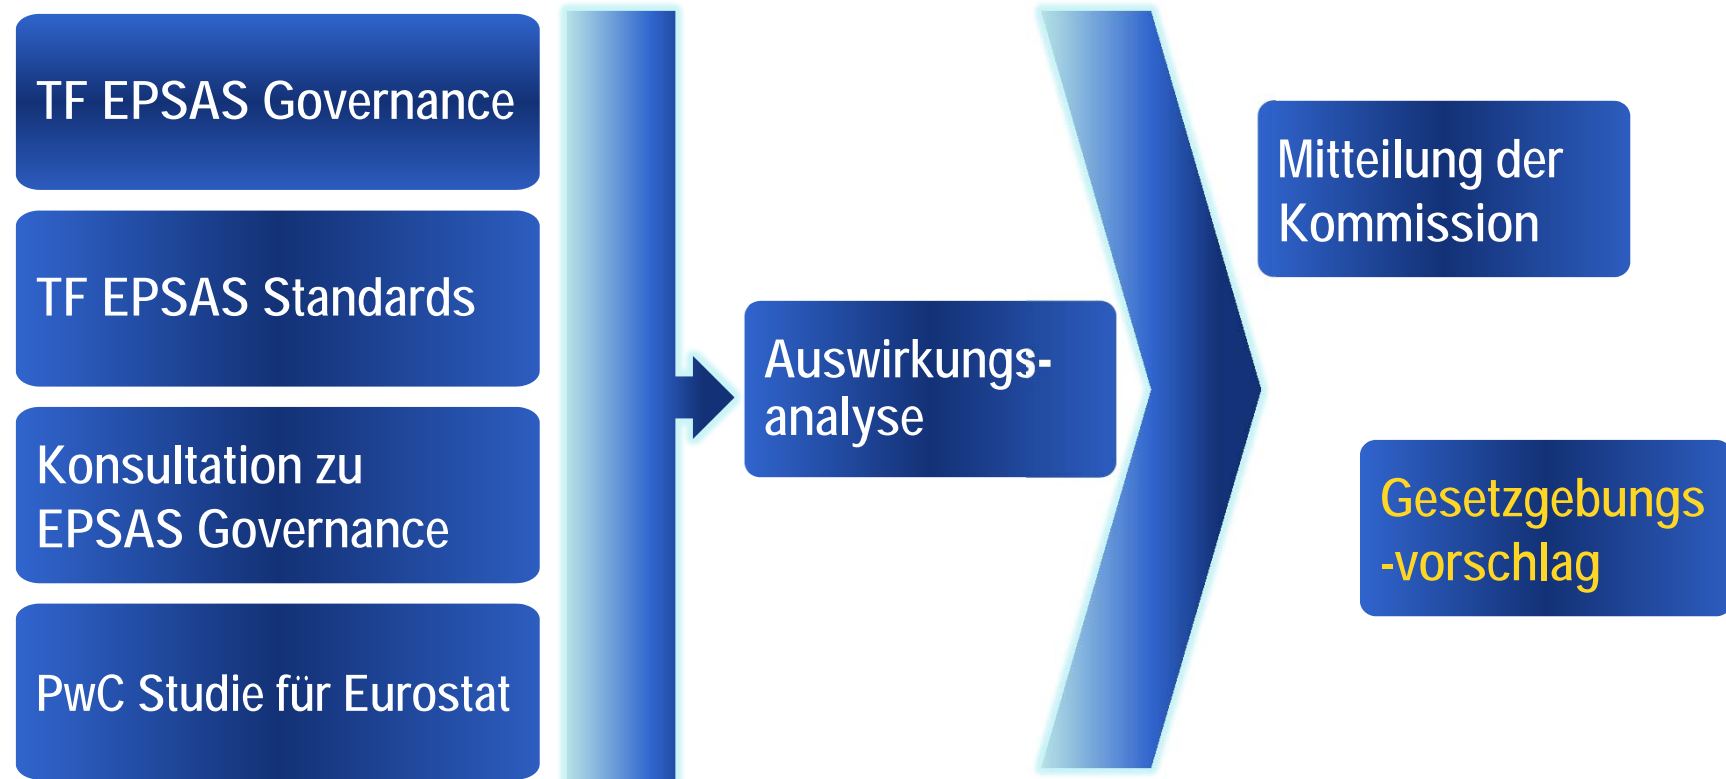 TF EPSAS Governance
TF EPSAS Standards
Konsultation zu
EPSAS Governance
PwC Studie für Eurostat
Auswirkungs-
analyse
Mitteilung der
Kommission
Gesetzgebungs
-vorschlag